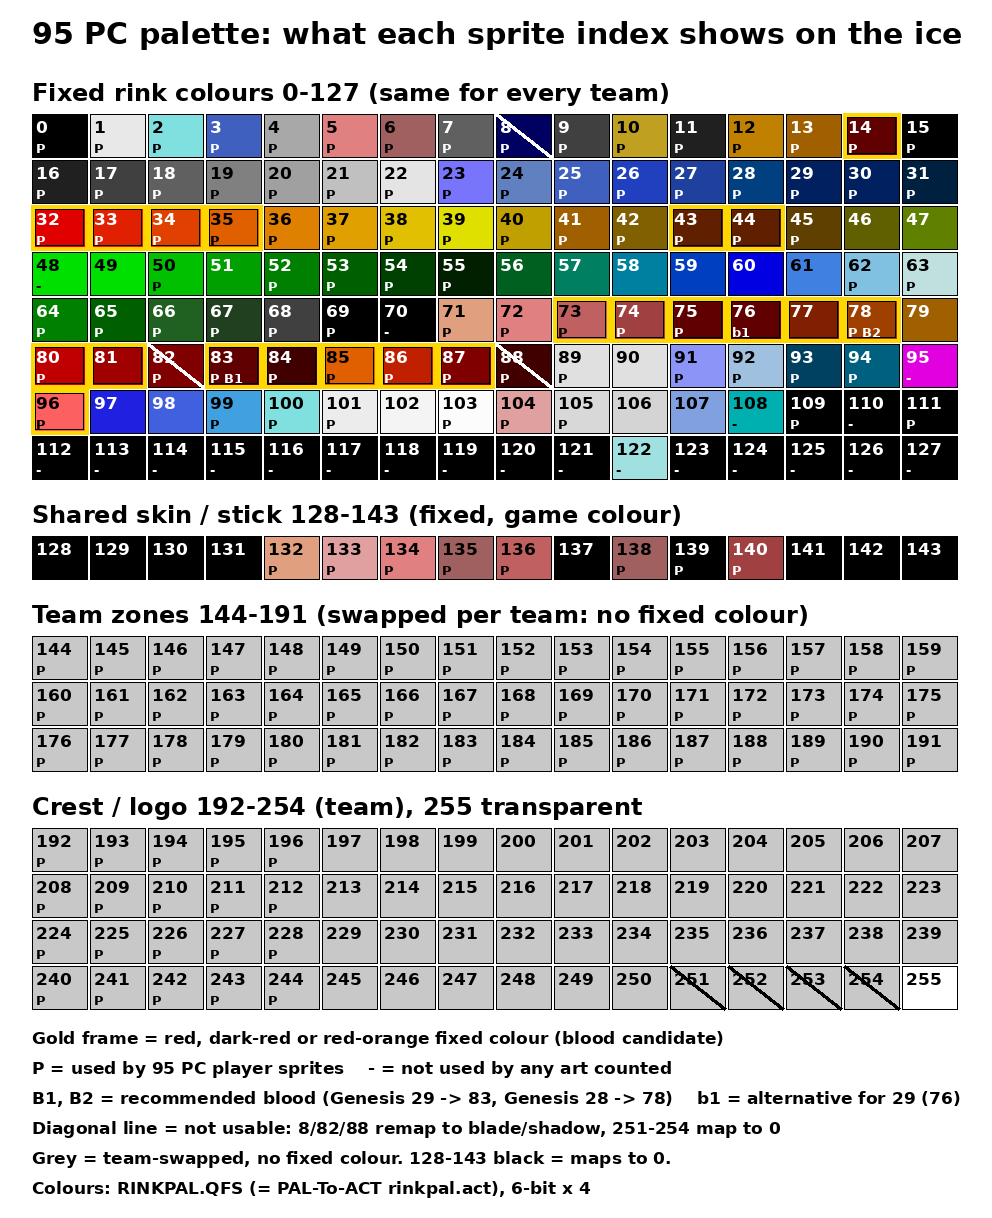 95 PC palette: what each sprite index shows on the ice
Fixed rink colours 0-127 (same for every team)
0 1 2 3 4 5 6 7 8 9 10 11 12 13 14 15
P P P P P P P P P P P P P P P P
16 17 18 19 20 21 22 23 24 25 26 27 28 29 30 31
P P P P P P P P P P P P P P P P
32 33 34 35 36 37 38 39 40 41 42 43 44 45 46 47
P P P P P P P P P P P P P P
48 49 50 51 52 53 54 55 56 57 58 59 60 61 62 63
- P P P P P P P
64 65 66 67 68 69 70 71 72 73 74 75 76 77 78 79
P P P P P P - P P P P P b1 P B2
80 81 82 83 84 85 86 87 88 89 90 91 92 93 94 95
P P P B1 P P P P P P P P P P -
96 97 98 99 100 101 102 103 104 105 106 107 108 109 110 111
P P P P P P P - P - P
112 113 114 115 116 117 118 119 120 121 122 123 124 125 126 127
- - - - - - - - - - - - - - - -
Shared skin / stick 128-143 (fixed, game colour)
128 129 130 131 132 133 134 135 136 137 138 139 140 141 142 143
P P P P P P P P
Team zones 144-191 (swapped per team: no fixed colour)
144 145 146 147 148 149 150 151 152 153 154 155 156 157 158 159
P P P P P P P P P P P P P P P P
160 161 162 163 164 165 166 167 168 169 170 171 172 173 174 175
P P P P P P P P P P P P P P P P
176 177 178 179 180 181 182 183 184 185 186 187 188 189 190 191
P P P P P P P P P P P P P P P P
Crest / logo 192-254 (team), 255 transparent
192 193 194 195 196 197 198 199 200 201 202 203 204 205 206 207
P P P P P
208 209 210 211 212 213 214 215 216 217 218 219 220 221 222 223
P P P P P
224 225 226 227 228 229 230 231 232 233 234 235 236 237 238 239
P P P P P
240 241 242 243 244 245 246 247 248 249 250 251 252 253 254 255
P P P P P
Gold frame = red, dark-red or red-orange fixed colour (blood candidate)
P = used by 95 PC player sprites - = not used by any art counted
B1, B2 = recommended blood (Genesis 29 -> 83, Genesis 28 -> 78) b1 = alternative for 29 (76)
Diagonal line = not usable: 8/82/88 remap to blade/shadow, 251-254 map to 0
Grey = team-swapped, no fixed colour. 128-143 black = maps to 0.
Colours: RINKPAL.QFS (= PAL-To-ACT rinkpal.act), 6-bit x 4